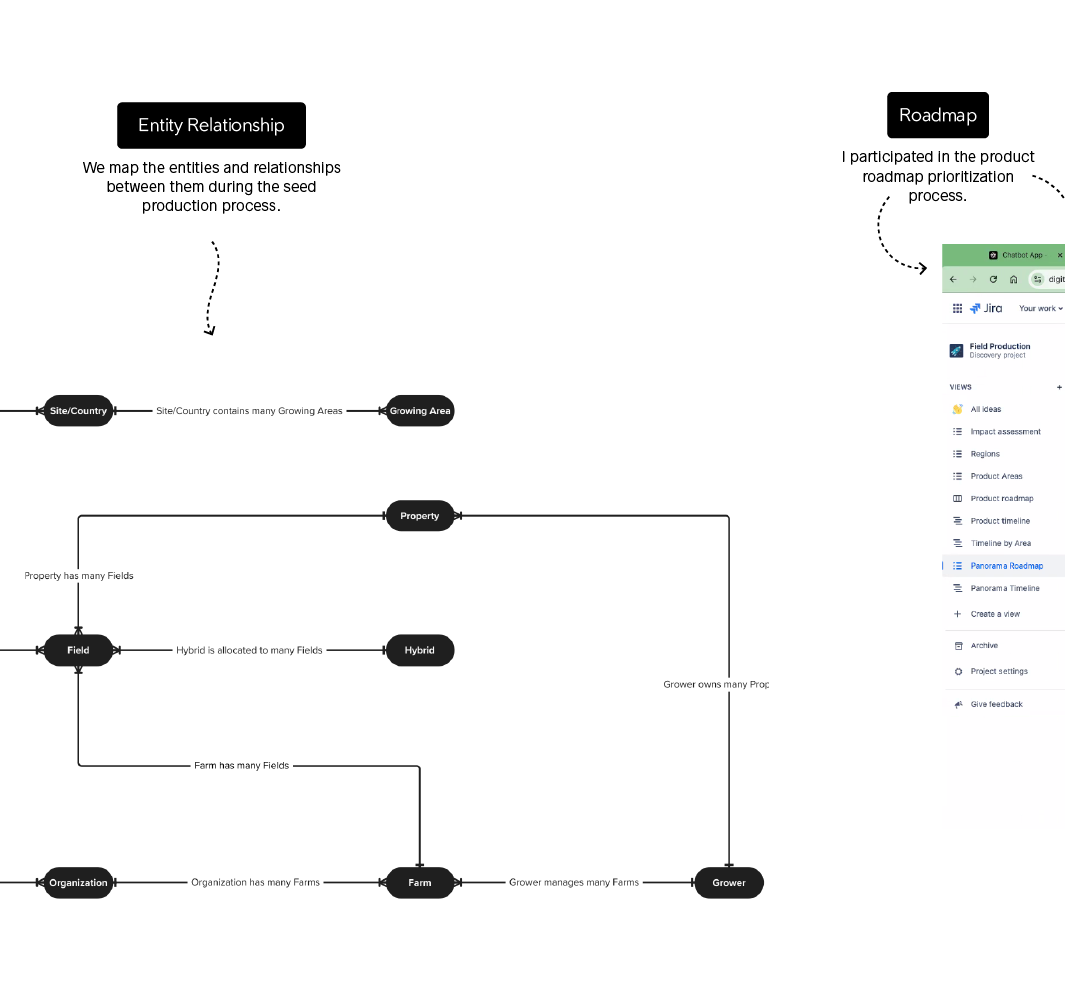 Entity Relationship
We map the entities and relationships
between them during the seed
production process.
Site/Country
Site/Country contains many Growing Areas
Growing Area
Property
Property has many Fields
Field
Hybrid is allocated to many Fields
Hybrid
Grower owns many Prop
Farm has many Fields
Organization
Organization has many Farms
Farm
Grower manages many Farms
Grower
Roadmap
I participated in the product
roadmap prioritization
process.
Chatbot App
digit
Jira
Your work
Field Production
Discovery project
VIEWS
All ideas
Impact assessment
Regions
Product Areas
Product roadmap
Product timeline
Timeline by Area
Panorama Roadmap
Panorama Timeline
Create a view
Archive
Project settings
Give feedback